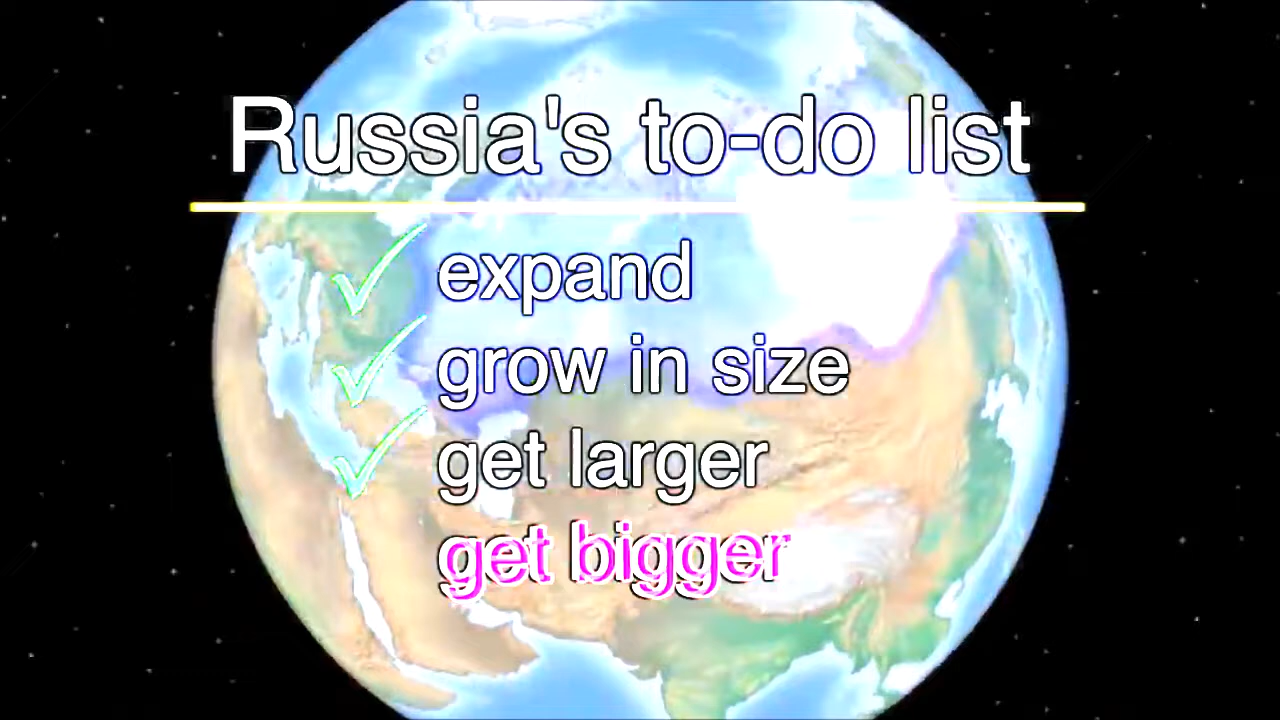 Russia's to-do list
expand
grow in size
get larger
get bigger